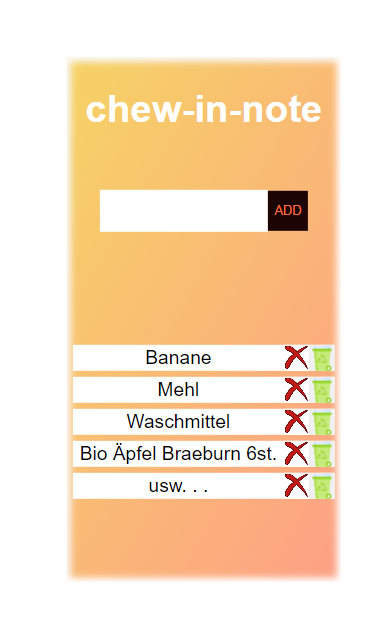 chew-in-note
ADD
Banane
Mehl
Waschmittel
Bio Äpfel Braeburn 6st.
usw. . .